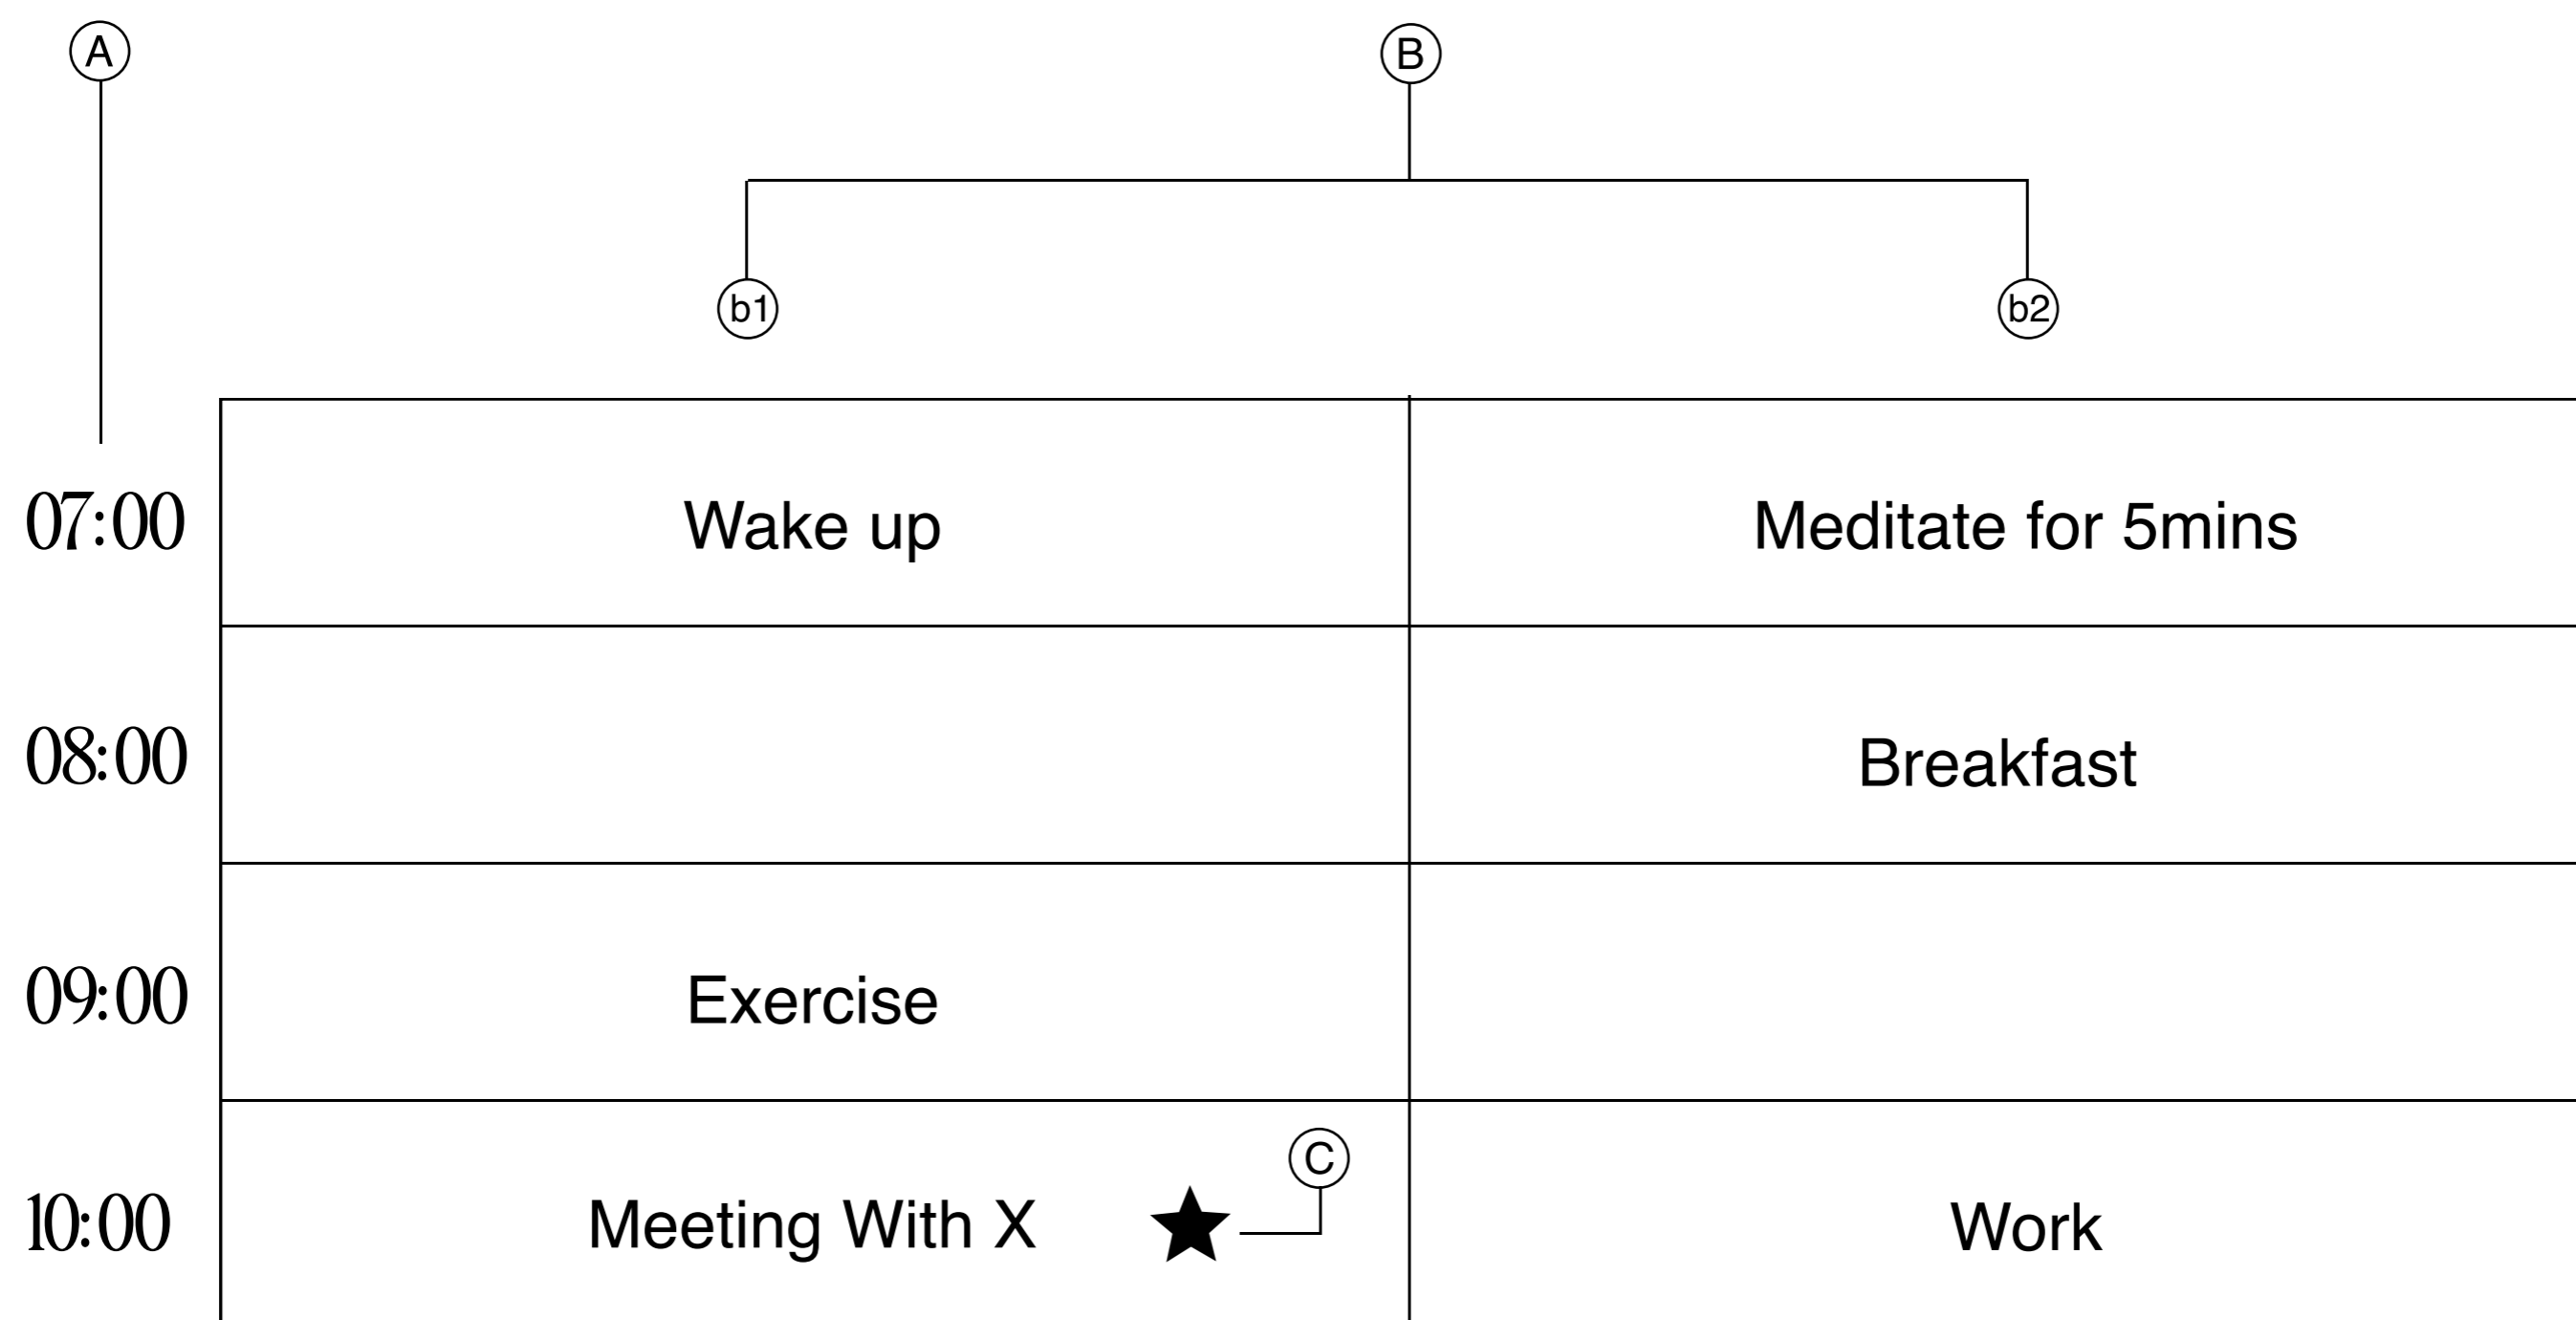 A
B
b1
b2
07:00
Wake up
Meditate for 5mins
08:00
Breakfast
09:00
Exercise
C
10:00
Meeting With X
Work